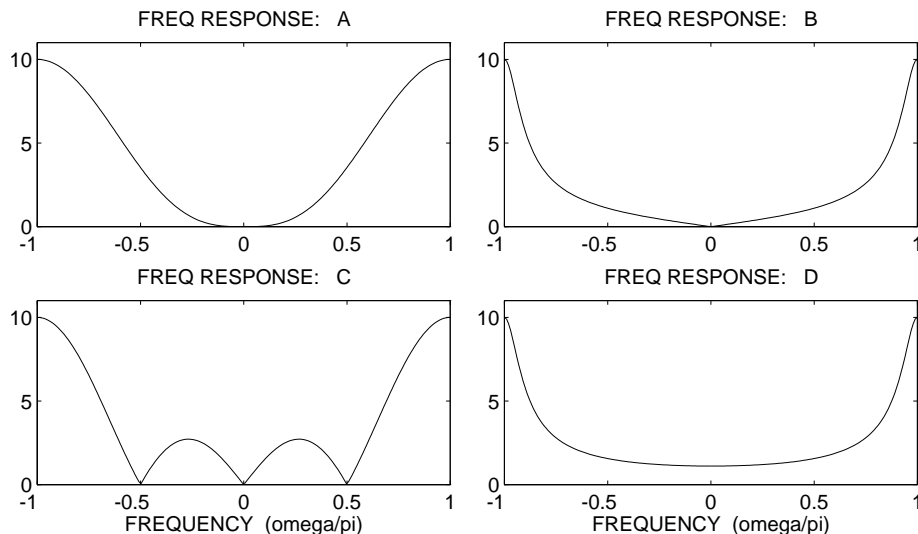 FREQ RESPONSE: A
10
5
0
-1 -0.5 0 0.5 1
FREQ RESPONSE: B
10
5
0
-1 -0.5 0 0.5 1
FREQ RESPONSE: C
10
5
0
-1 -0.5 0 0.5 1
FREQUENCY (omega/pi)
FREQ RESPONSE: D
10
5
0
-1 -0.5 0 0.5 1
FREQUENCY (omega/pi)